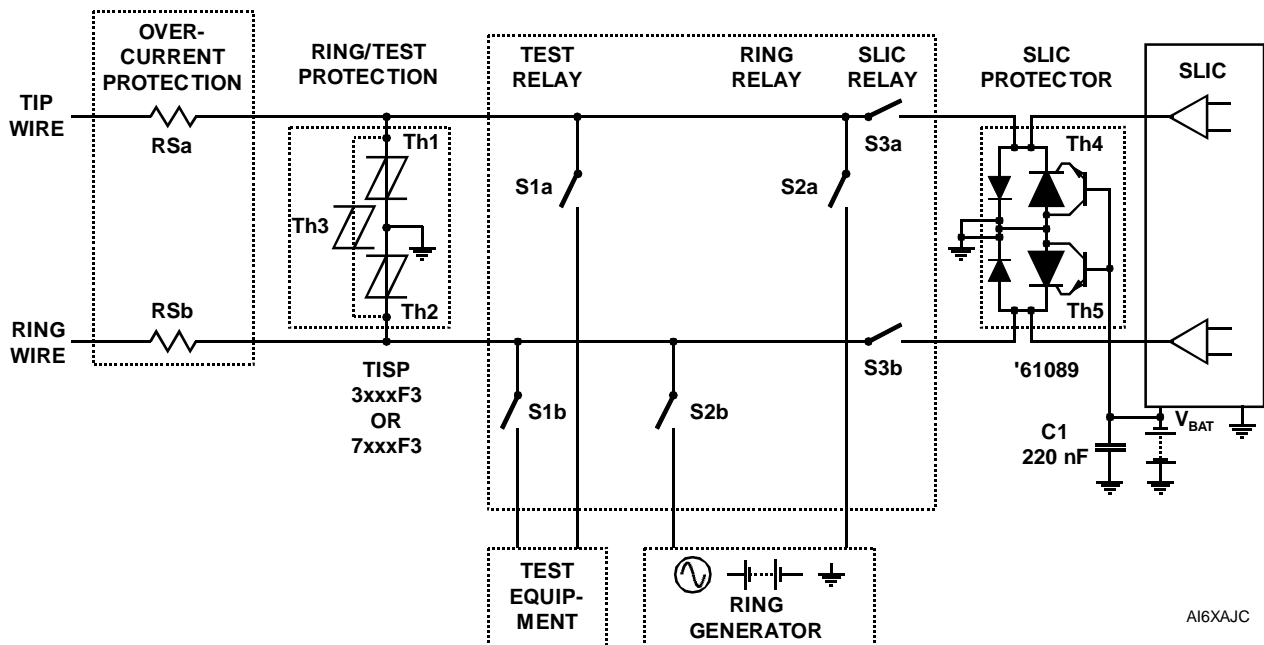 OVER-
CURRENT
PROTECTION
RING/TEST
PROTECTION
TEST
RELAY
RING
RELAY
SLIC
RELAY
SLIC
PROTECTOR
SLIC
TIP
WIRE
RSa
Th1
Th3
Th2
S1a
S2a
S3a
Th4
Th5
RING
WIRE
RSb
TISP
3xxxF3
OR
7xxxF3
S1b
S2b
S3b
'61089
C1
220 nF
VBAT
TEST
EQUIP-
MENT
RING
GENERATOR
AI6XAJC